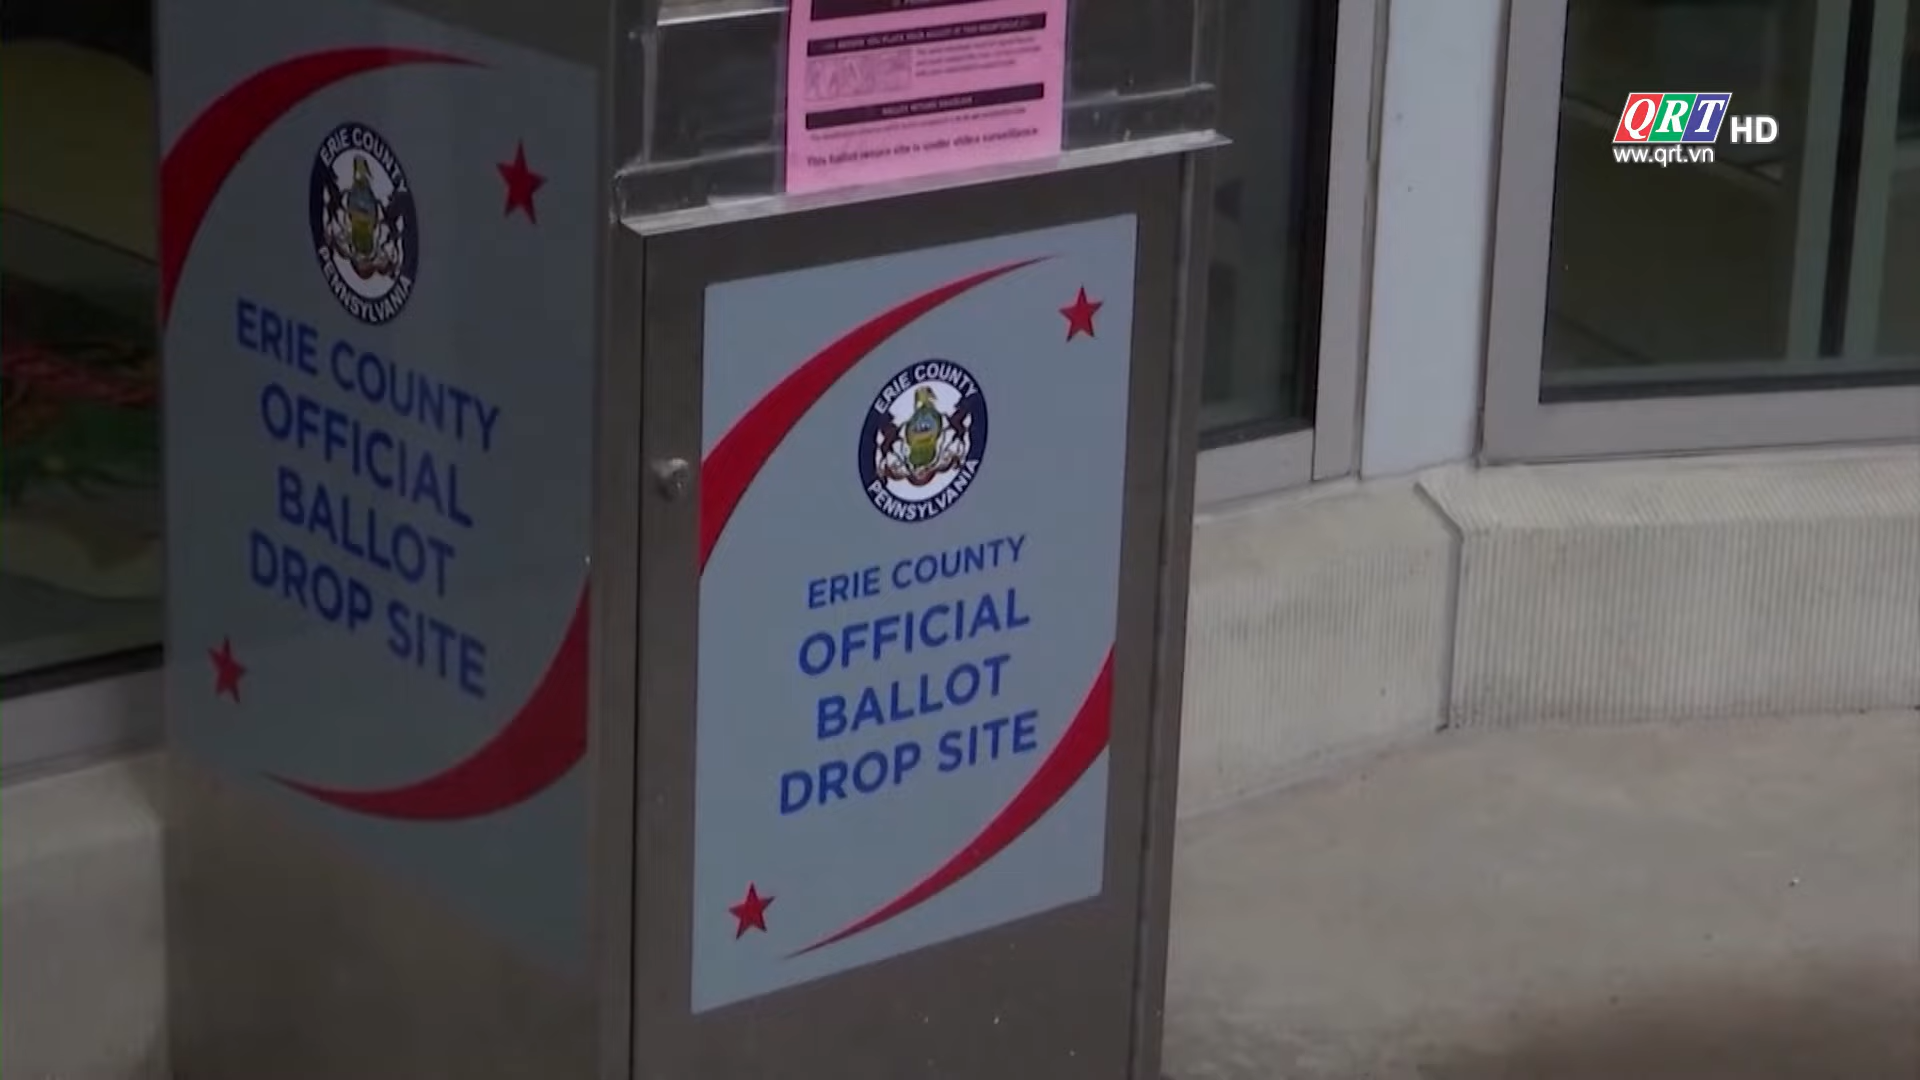 ERIE COUNTY
PENNSYLVANIA
ERIE COUNTY
OFFICIAL
BALLOT
DROP SITE
This ballot return site is under video surveillance
ERIE COUNTY
PENNSYLVANIA
ERIE COUNTY
OFFICIAL
BALLOT
DROP SITE
QRT HD
ww.qrt.vn